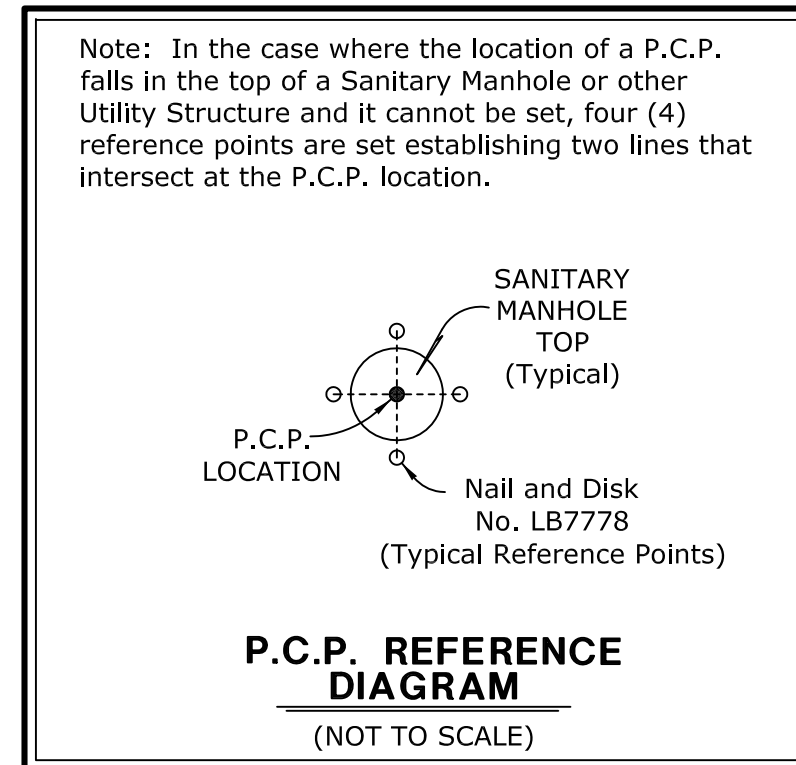 Note: In the case where the location of a P.C.P.
falls in the top of a Sanitary Manhole or other
Utility Structure and it cannot be set, four (4)
reference points are set establishing two lines that
intersect at the P.C.P. location.
SANITARY
MANHOLE
TOP
(Typical)
P.C.P.
LOCATION
Nail and Disk
No. LB7778
(Typical Reference Points)
P.C.P. REFERENCE
DIAGRAM
(NOT TO SCALE)